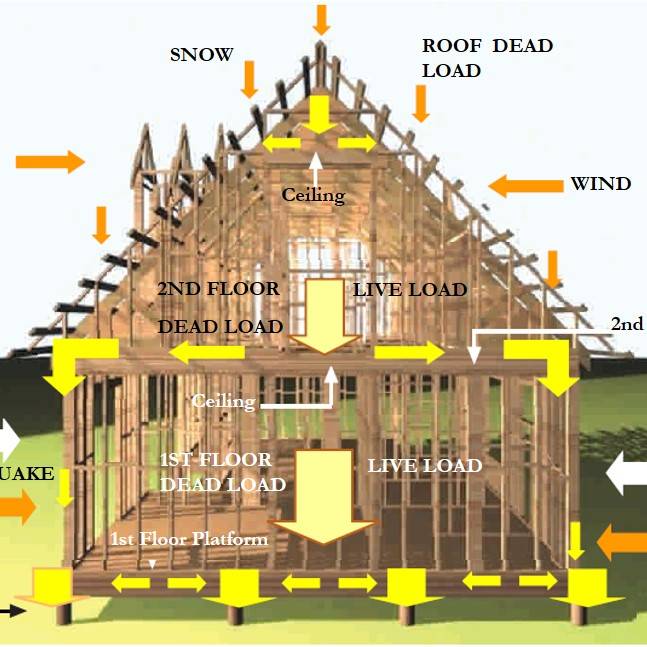 SNOW
ROOF DEAD
LOAD
WIND
Ceiling
2ND FLOOR
DEAD LOAD
LIVE LOAD
2nd
Ceiling
1ST FLOOR
DEAD LOAD
LIVE LOAD
UAKE
1st Floor Platform